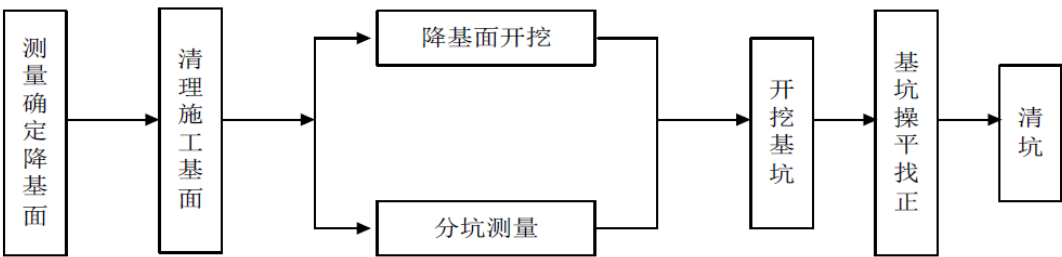 测量确定降基面
清理施工基面
降基面开挖
分坑测量
开挖基坑
基坑操平找正
清坑